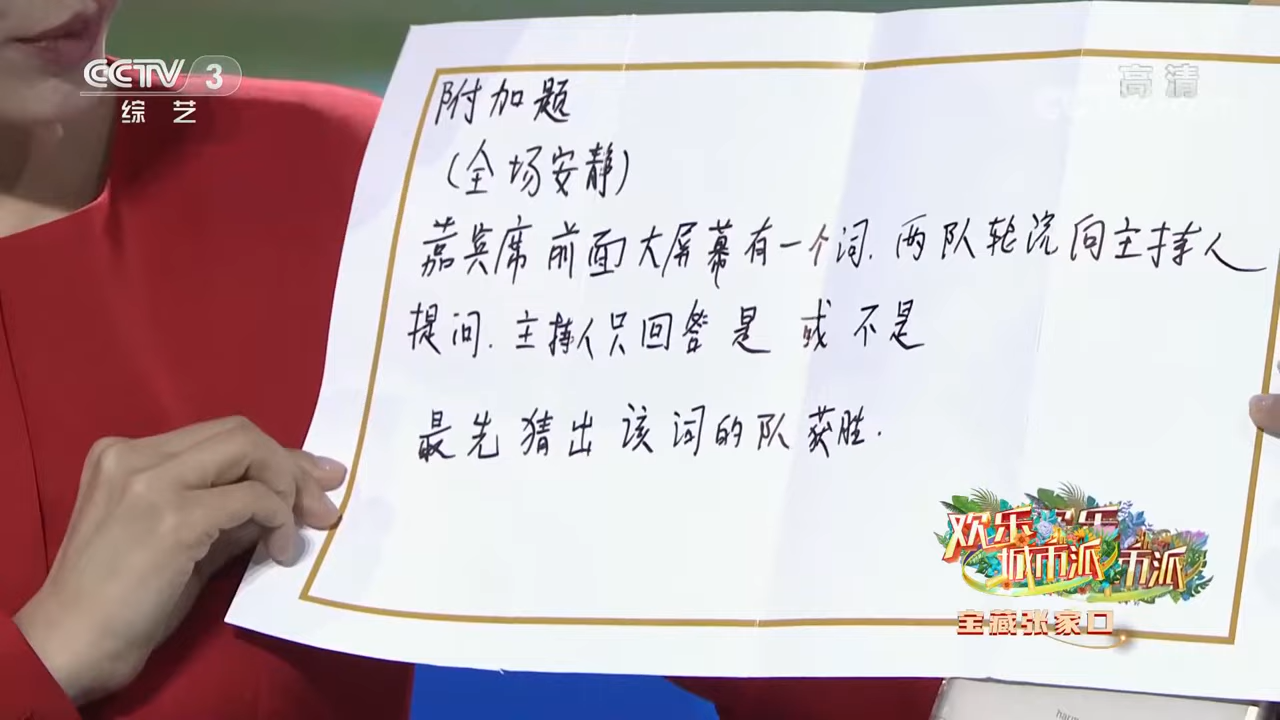 CCTV 3
综艺
高清
附加题
(全场安静)
嘉宾席前面大屏幕有一个词.两队轮流向主持人
提问.主持人只回答是或不是
最先猜出该词的队获胜.
欢乐
城市派
市派
宝藏张家口
harm